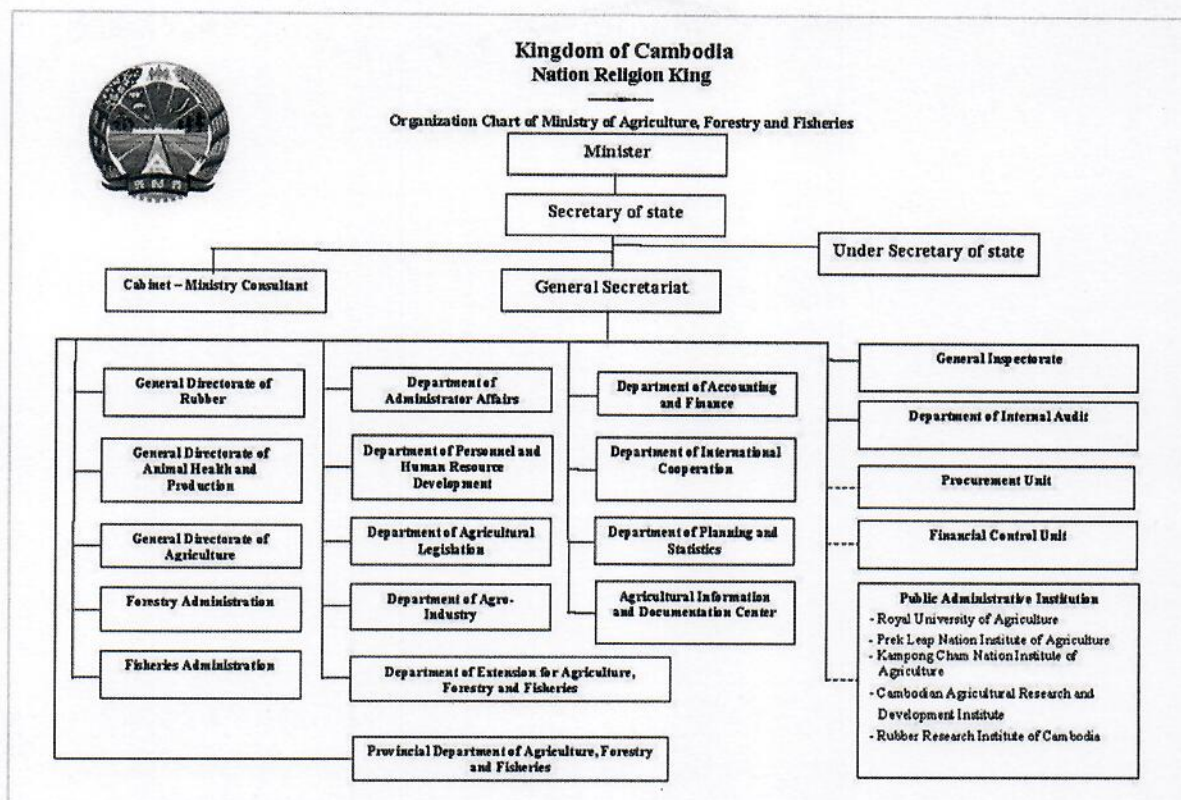 Kingdom of Cambodia
Nation Religion King
Organization Chart of Ministry of Agriculture, Forestry and Fisheries
Minister
Secretary of state
Under Secretary of state
Cabinet – Ministry Consultant
General Secretariat
General Directorate of
Rubber
General Directorate of
Animal Health and
Production
General Directorate of
Agriculture
Forestry Administration
Fisheries Administration
Department of
Administrator Affairs
Department of Personnel and
Human Resource
Development
Department of Agricultural
Legislation
Department of Agro-
Industry
Department of Extension for Agriculture,
Forestry and Fisheries
Provincial Department of Agriculture, Forestry
and Fisheries
Department of Accounting
and Finance
Department of International
Cooperation
Department of Planning and
Statistics
Agricultural Information
and Documentation Center
General Inspectorate
Department of Internal Audit
Procurement Unit
Financial Control Unit
Public Administrative Institution
- Royal University of Agriculture
- Prek Leap Nation Institute of Agriculture
- Kampong Cham Nation Institute of
Agriculture
- Cambodian Agricultural Research and
Development Institute
- Rubber Research Institute of Cambodia